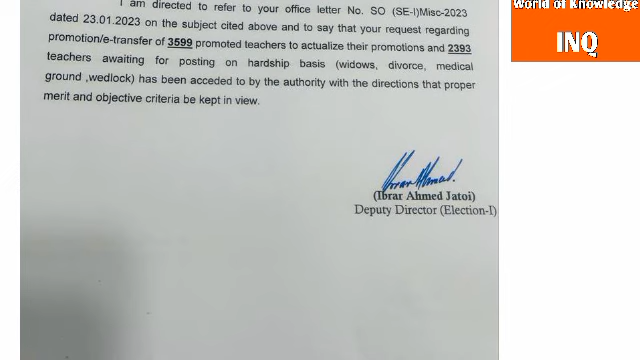 I am directed to refer to your office letter No. SO (SE-I)Misc-2023
dated 23.01.2023 on the subject cited above and to say that your request regarding
promotion/e-transfer of 3599 promoted teachers to actualize their promotions and 2393
teachers awaiting for posting on hardship basis (widows, divorce, medical
ground ,wedlock) has been acceded to by the authority with the directions that proper
merit and objective criteria be kept in view.
(Ibrar Ahmed Jatoi)
Deputy Director (Election-I)
World of Knowledge
INQ